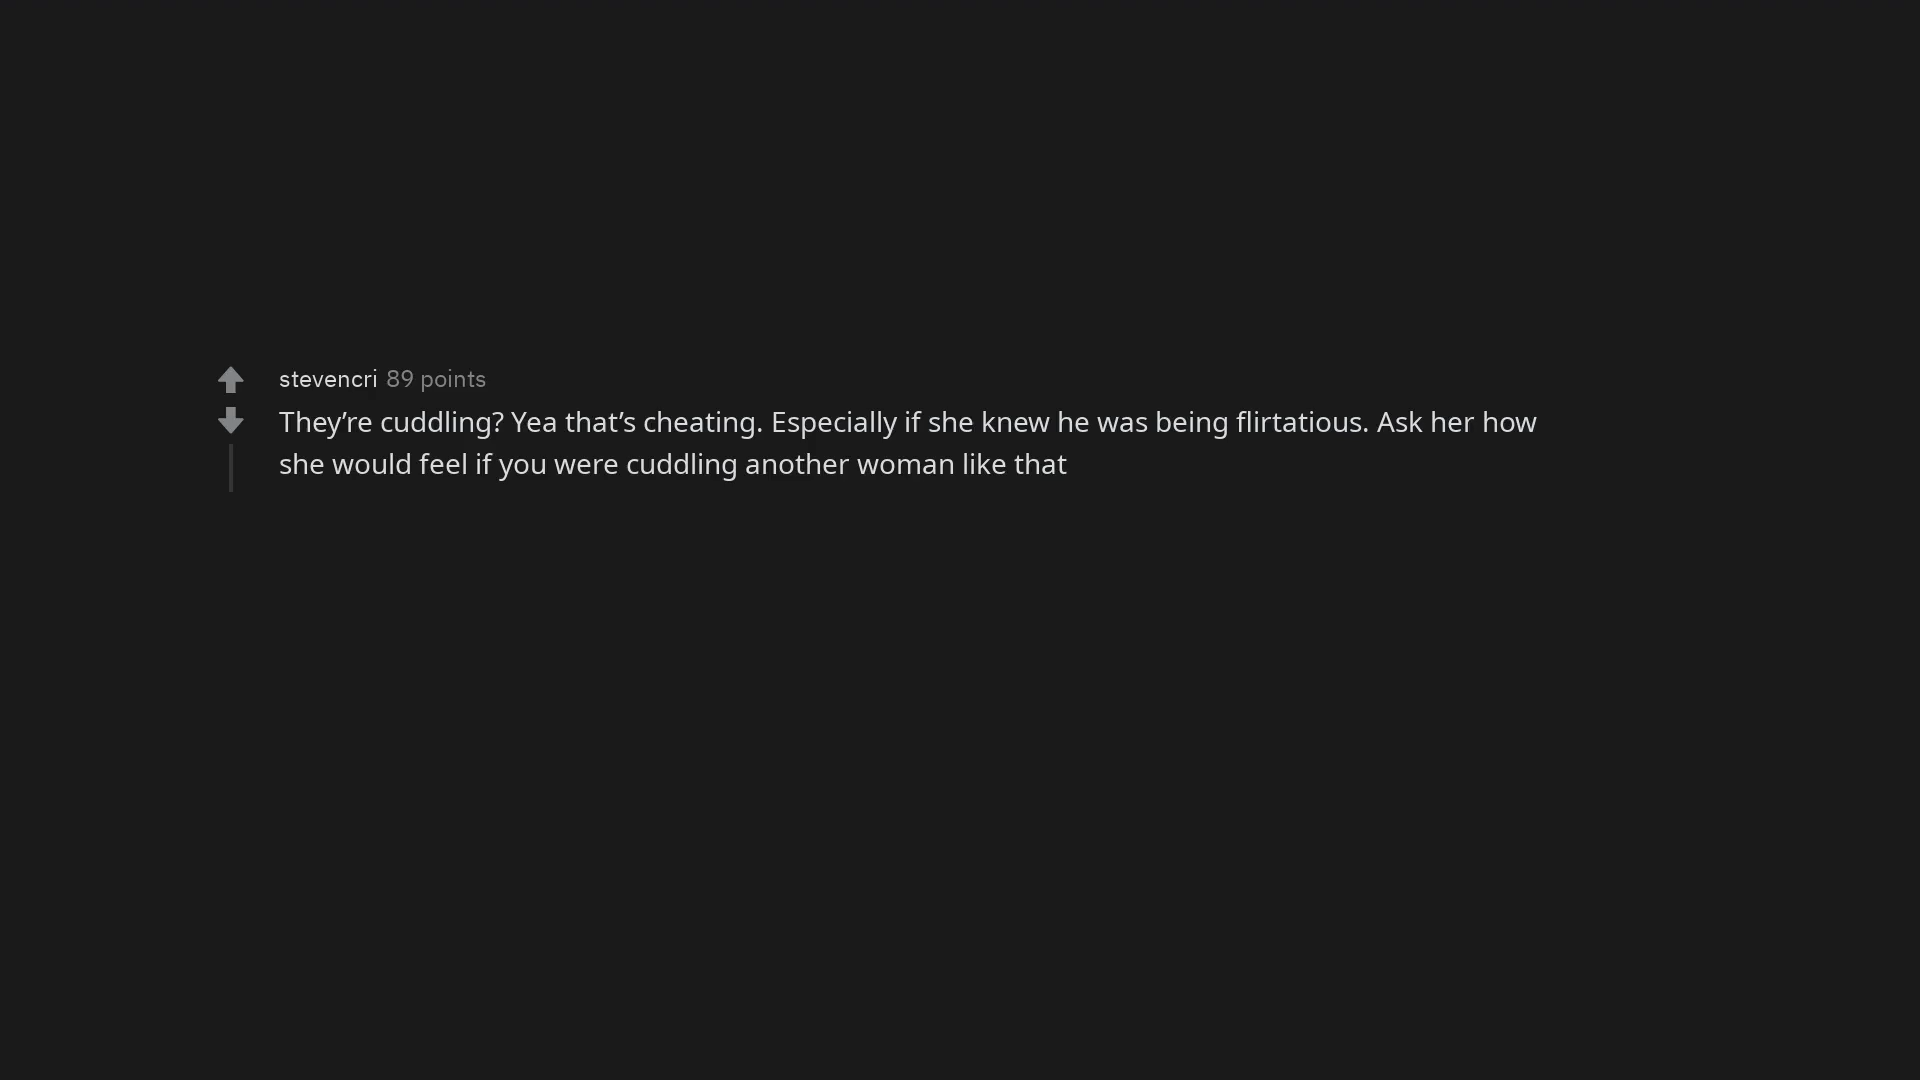 stevencri 89 points
They’re cuddling? Yea that’s cheating. Especially if she knew he was being flirtatious. Ask her how
she would feel if you were cuddling another woman like that